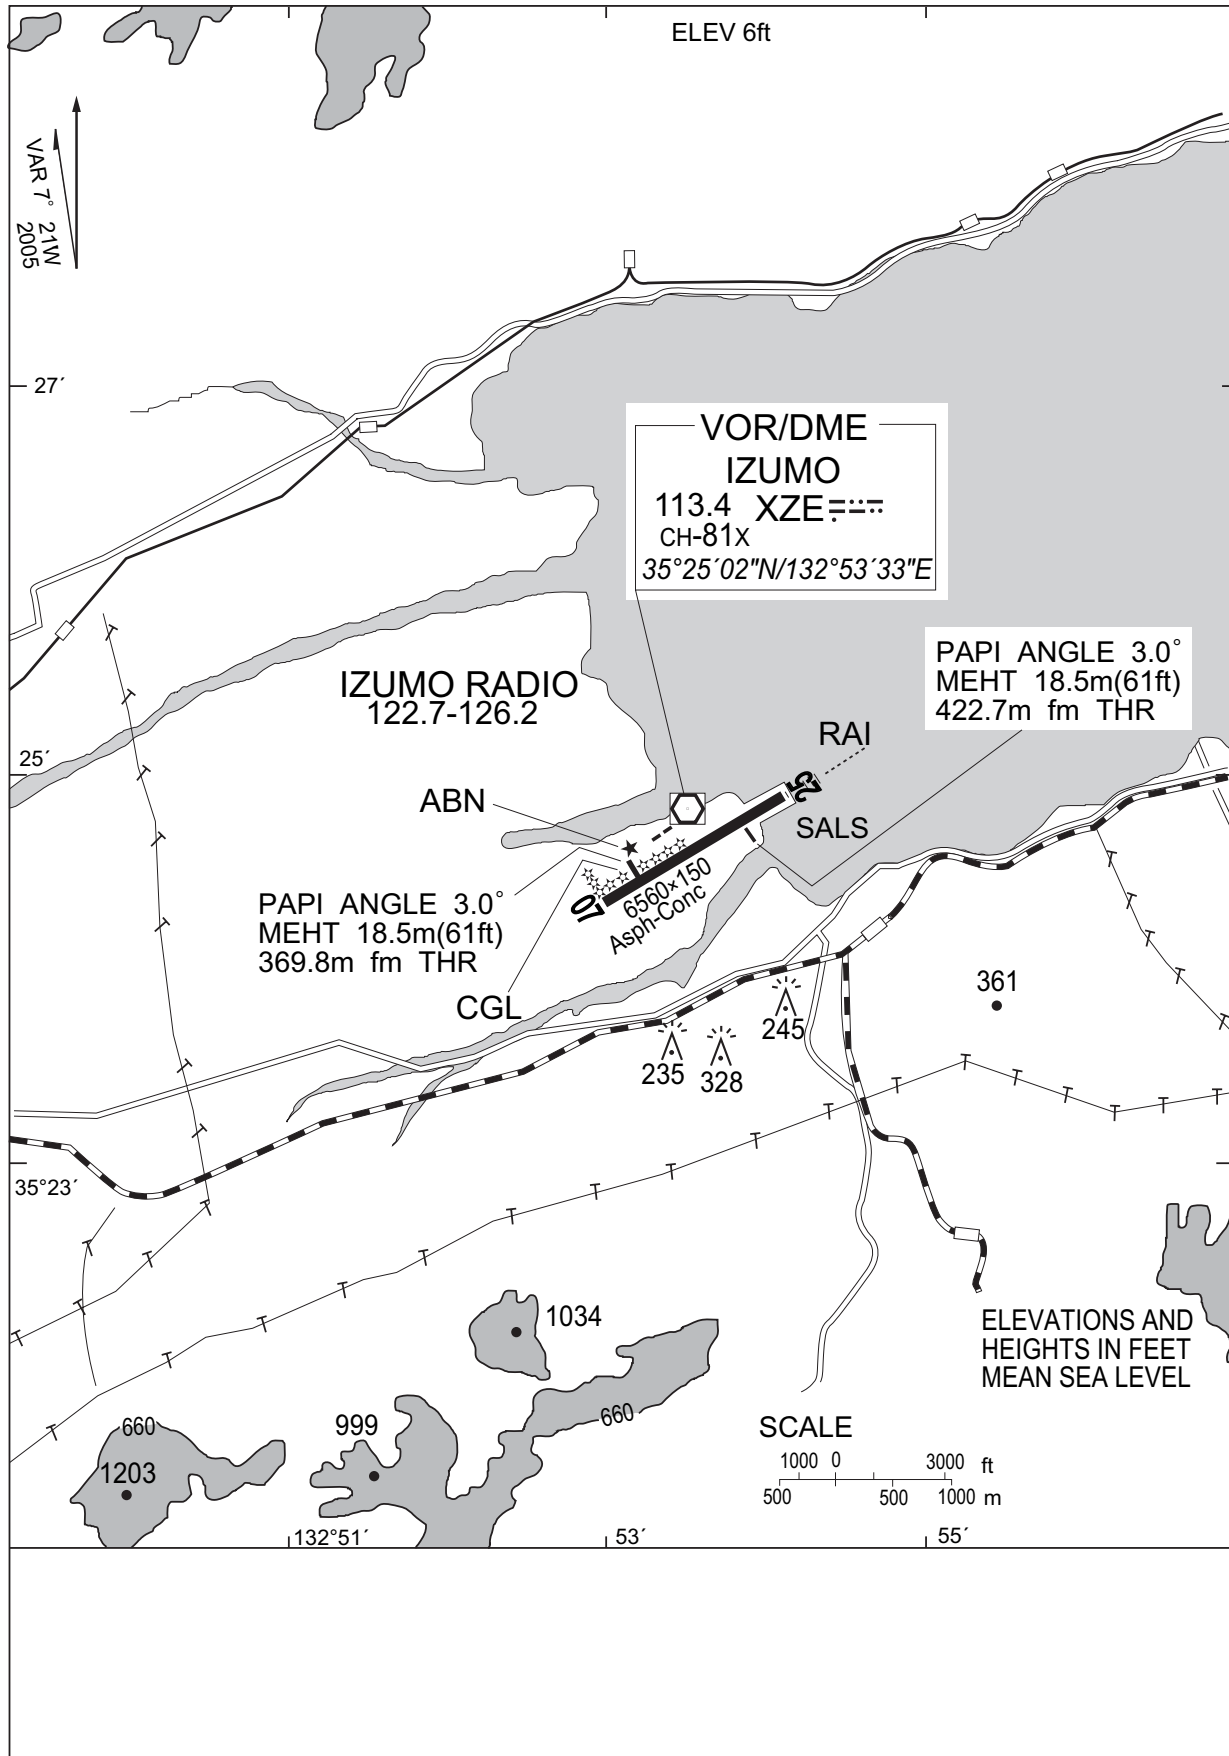 ELEV 6ft
VAR 7° 21W
2005
27´
VOR/DME
IZUMO
113.4 XZE
CH-81X
35°25´02"N/132°53´33"E
PAPI ANGLE 3.0°
MEHT 18.5m(61ft)
422.7m fm THR
IZUMO RADIO
122.7-126.2
RAI
25´
25
ABN
SALS
07
6560×150
Asph-Conc
PAPI ANGLE 3.0°
MEHT 18.5m(61ft)
369.8m fm THR
CGL
361
245
235
328
35°23´
1034
ELEVATIONS AND
HEIGHTS IN FEET
MEAN SEA LEVEL
660
999
660
1203
SCALE
1000 0 3000 ft
500 500 1000 m
132°51´
53´
55´